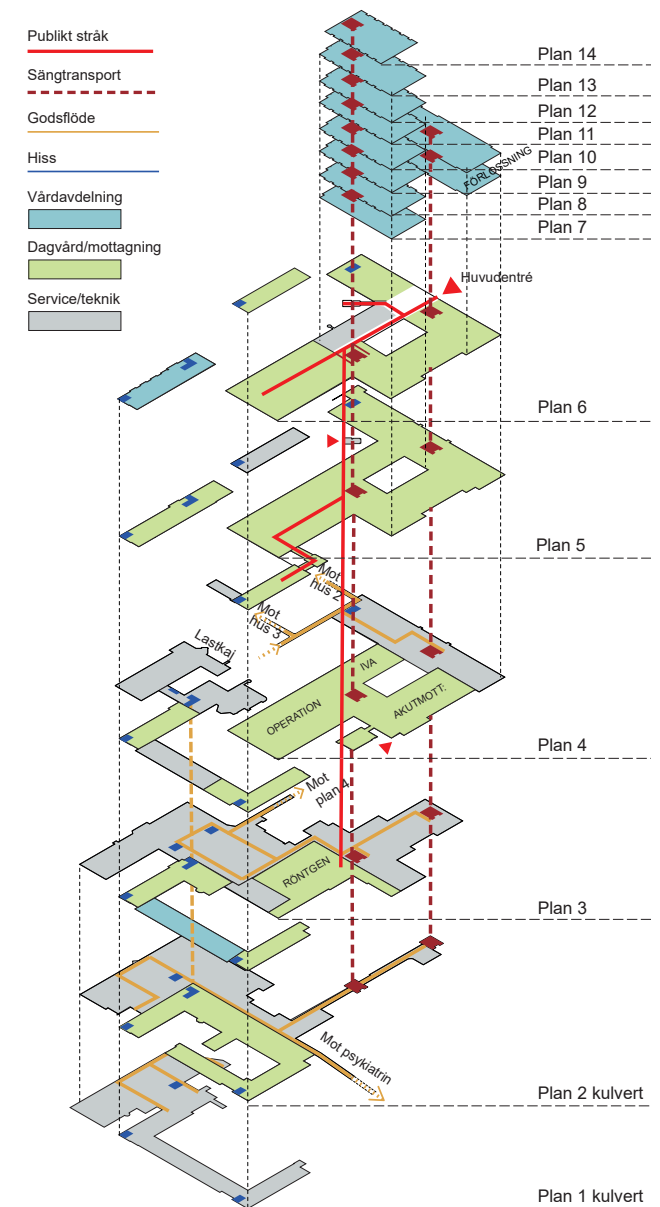 Publikt stråk
Sängtransport
Godsflöde
Hiss
Vårdavdelning
Dagvård/mottagning
Service/teknik
Plan 14
Plan 13
Plan 12
Plan 11
Plan 10
Plan 9
Plan 8
Plan 7
FÖRLOSSNING
Huvudentré
Plan 6
Plan 5
Mot
hus 2
Mot
hus 3
Lastkaj
IVA
OPERATION
AKUTMOTT.
Plan 4
Mot
plan 4
RÖNTGEN
Plan 3
Mot psykiatrin
Plan 2 kulvert
Plan 1 kulvert